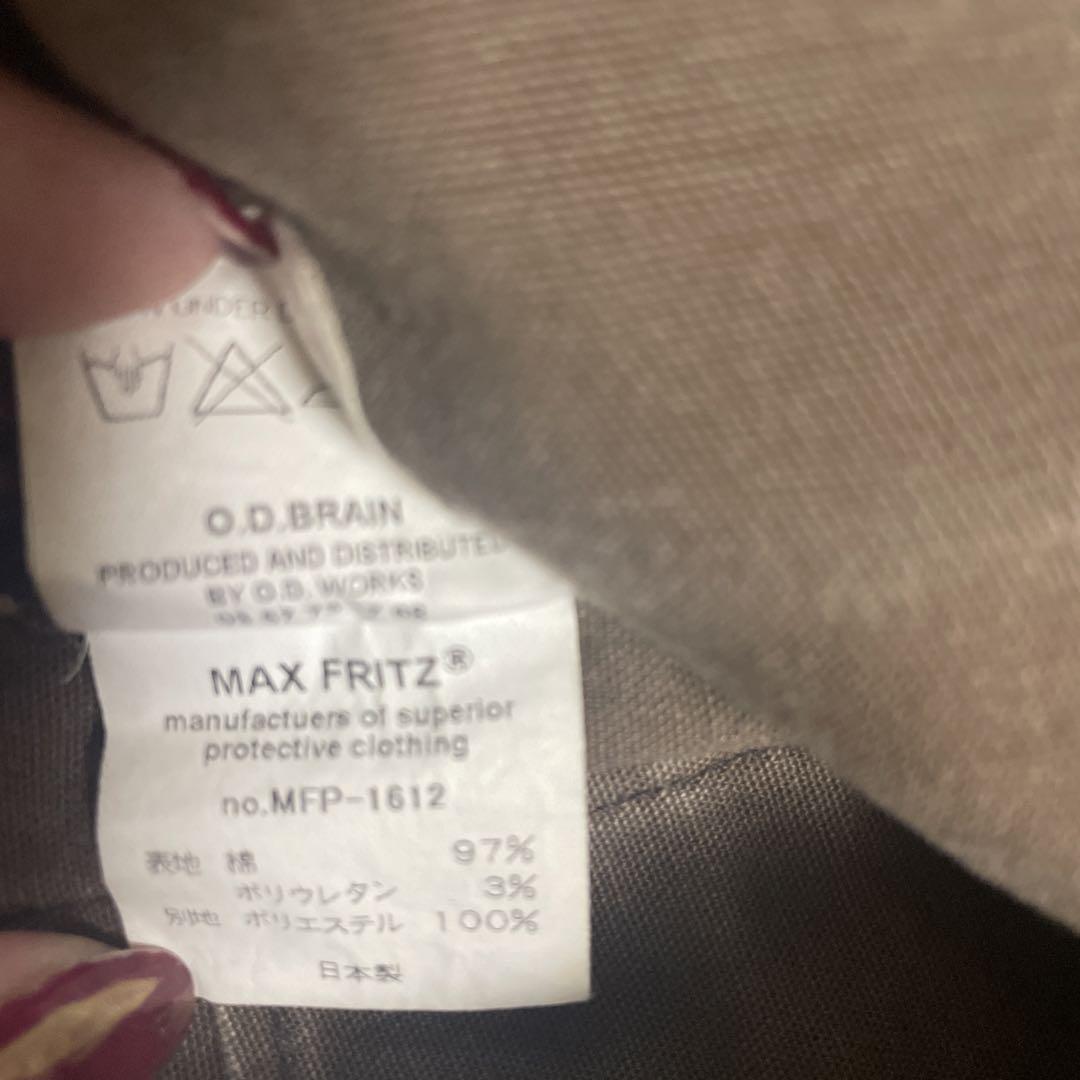 UNDER
O.D.BRAIN
PRODUCED AND DISTRIBUTED
BY O.D. WORKS
MAX FRITZ®
manufactuers of superior
protective clothing
no.MFP-1612
表地 綿 97%
ポリウレタン 3%
別地 ポリエステル 100%
日本製